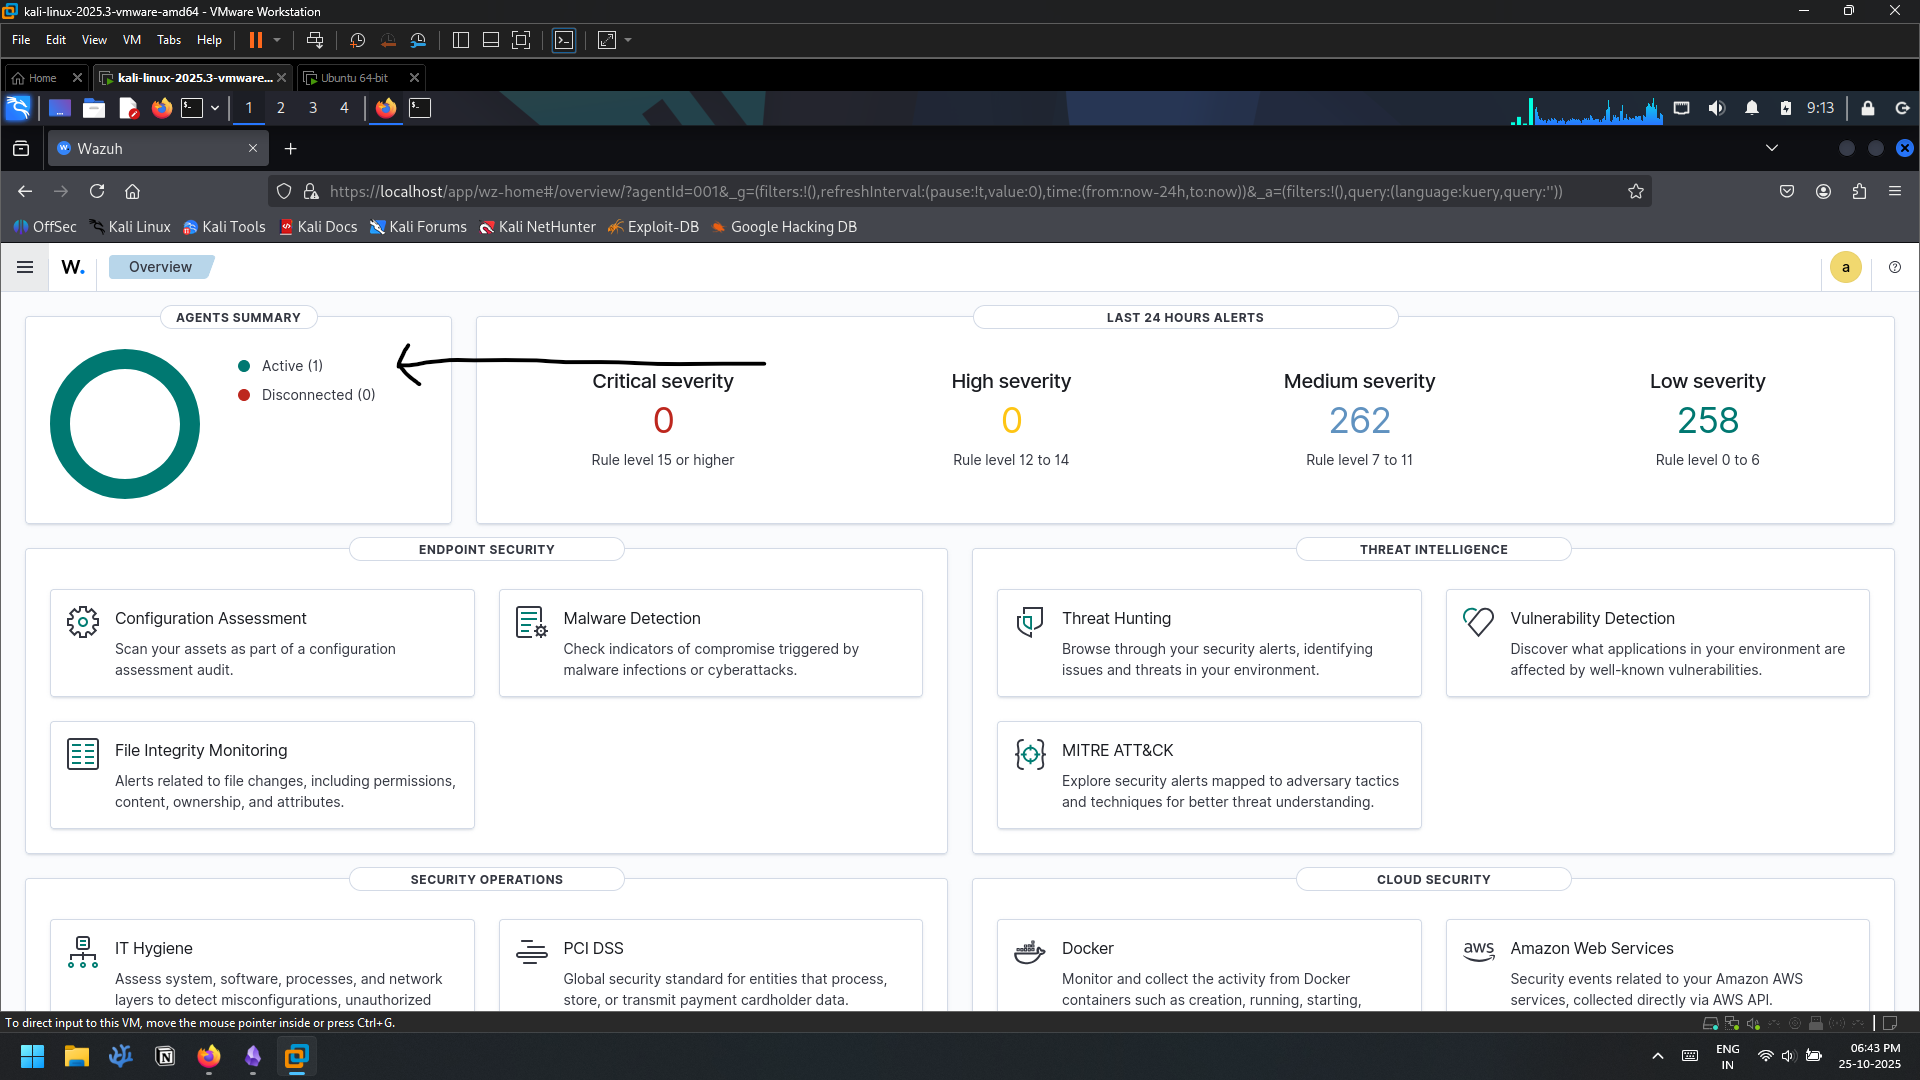 kali-linux-2025.3-vmware-amd64 - VMware Workstation
File Edit View VM Tabs Help
Home kali-linux-2025.3-vmware... Ubuntu 64-bit
1 2 3 4 9:13
Wazuh
https://localhost/app/wz-home#/overview/?agentId=001&_g=(filters:!(),refreshInterval:(pause:!t,value:0),time:(from:now-24h,to:now))&_a=(filters:!(),query:(language:kuery,query:''))
OffSec Kali Linux Kali Tools Kali Docs Kali Forums Kali NetHunter Exploit-DB Google Hacking DB
W. Overview a
AGENTS SUMMARY
Active (1)
Disconnected (0)
LAST 24 HOURS ALERTS
Critical severity
0
Rule level 15 or higher
High severity
0
Rule level 12 to 14
Medium severity
262
Rule level 7 to 11
Low severity
258
Rule level 0 to 6
ENDPOINT SECURITY
Configuration Assessment
Scan your assets as part of a configuration
assessment audit.
Malware Detection
Check indicators of compromise triggered by
malware infections or cyberattacks.
File Integrity Monitoring
Alerts related to file changes, including permissions,
content, ownership, and attributes.
THREAT INTELLIGENCE
Threat Hunting
Browse through your security alerts, identifying
issues and threats in your environment.
Vulnerability Detection
Discover what applications in your environment are
affected by well-known vulnerabilities.
MITRE ATT&CK
Explore security alerts mapped to adversary tactics
and techniques for better threat understanding.
SECURITY OPERATIONS
IT Hygiene
Assess system, software, processes, and network
layers to detect misconfigurations, unauthorized
PCI DSS
Global security standard for entities that process,
store, or transmit payment cardholder data.
CLOUD SECURITY
Docker
Monitor and collect the activity from Docker
containers such as creation, running, starting,
aws
Amazon Web Services
Security events related to your Amazon AWS
services, collected directly via AWS API.
To direct input to this VM, move the mouse pointer inside or press Ctrl+G.
ENG
IN
06:43 PM
25-10-2025